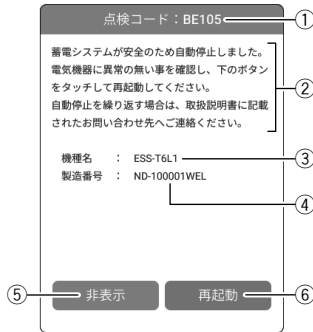 点検コード：BE105
①
蓄電システムが安全のため自動停止しました。
電気機器に異常の無い事を確認し、下のボタン
をタッチして再起動してください。
自動停止を繰り返す場合は、取扱説明書に記載
されたお問い合わせ先へご連絡ください。
②
機種名　：　ESS-T6L1
③
製造番号　：　ND-100001WEL
④
⑤
非表示
再起動
⑥